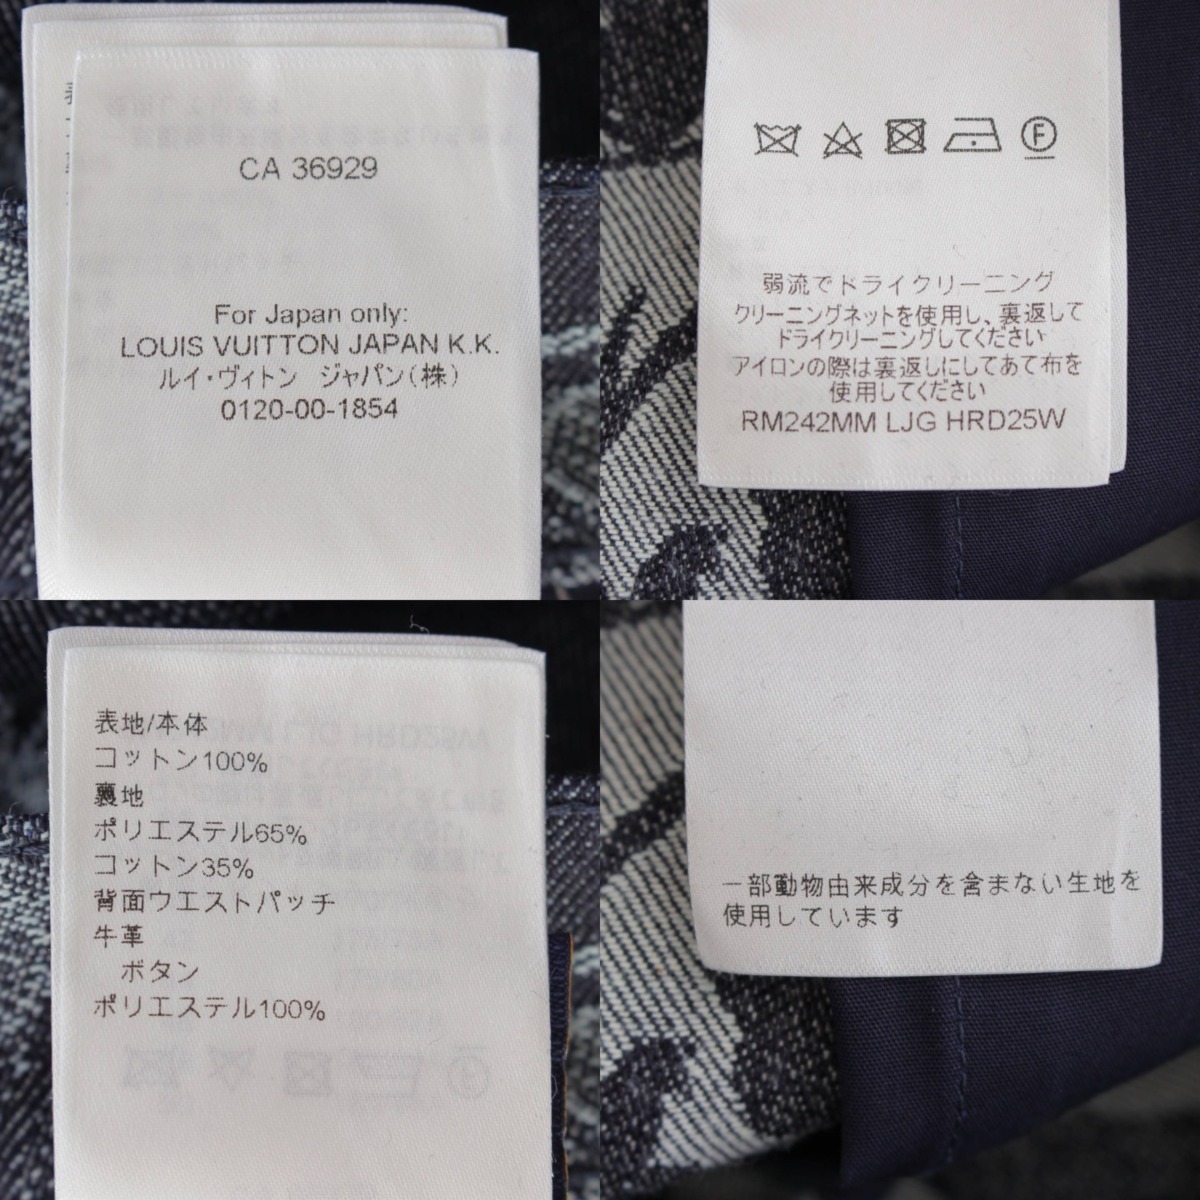 CA 36929
For Japan only:
LOUIS VUITTON JAPAN K.K.
ルイ・ヴィトン ジャパン(株)
0120-00-1854
F
弱流でドライクリーニング
クリーニングネットを使用し、裏返して
ドライクリーニングしてください
アイロンの際は裏返しにしてあて布を
使用してください
RM242MM LJG HRD25W
表地/本体
コットン100%
裏地
ポリエステル65%
コットン35%
背面ウエストパッチ
牛革
ボタン
ポリエステル100%
一部動物由来成分を含まない生地を
使用しています